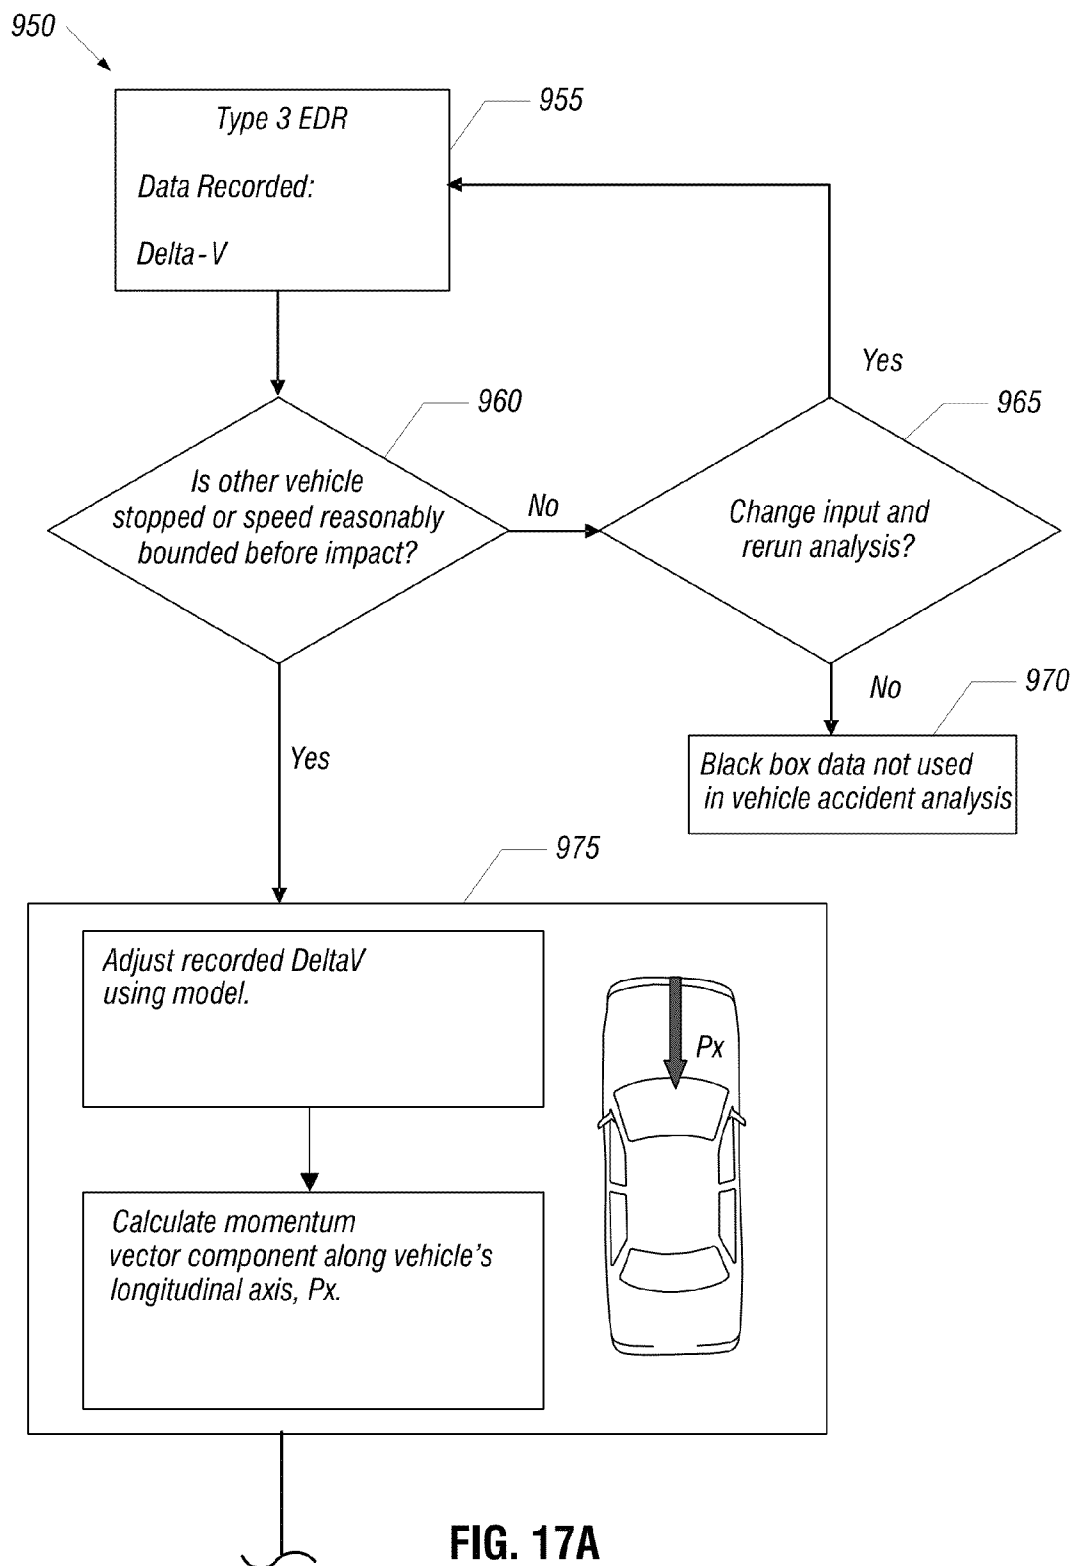 950
955
Type 3 EDR
Data Recorded:
Delta-V
Yes
960
965
Is other vehicle
stopped or speed reasonably
bounded before impact?
No
Change input and
rerun analysis?
No
970
Yes
Black box data not used
in vehicle accident analysis
975
Adjust recorded DeltaV
using model.
Px
Calculate momentum
vector component along vehicle's
longitudinal axis, Px.
FIG. 17A